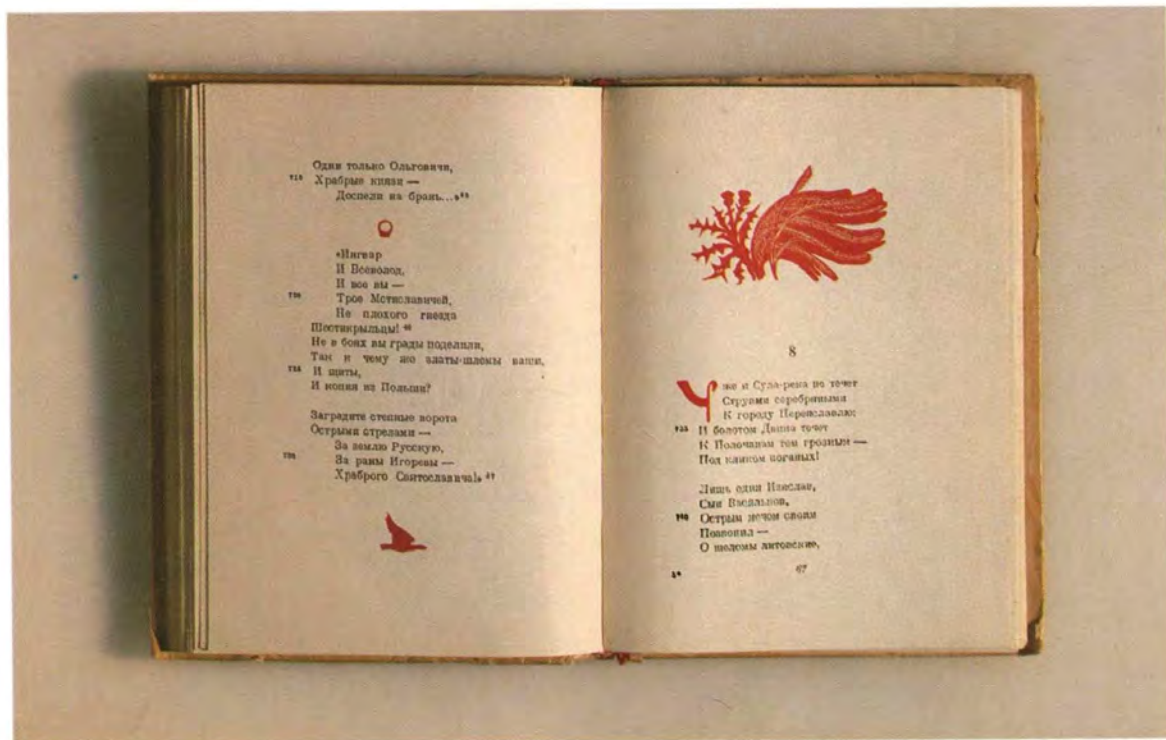 Одни только Ольговичи,
715 Храбрые князи —
Доспели на брань...»
«Ингвар
И Всеволод,
И все вы —
720 Трое Мстиславичей,
Не плохого гнезда
Шестикрыльцы!
Не в боях вы грады поделили,
Так к чему же златы-шлемы ваши,
725 И щиты,
И копия из Польши?
Заградите степные ворота
Острыми стрелами —
За землю Русскую,
730 За раны Игоревы —
Храброго Святославича!»
8
Уже и Сула-река не течет
Струями серебряными
К городу Переяславлю;
735 И болотом Двина течет
К Полочанам тем грозным —
Под кликом поганых!
Лишь один Изяслав,
Сын Васильков,
740 Острым мечом своим
Позвонил —
О шеломы литовские,
67